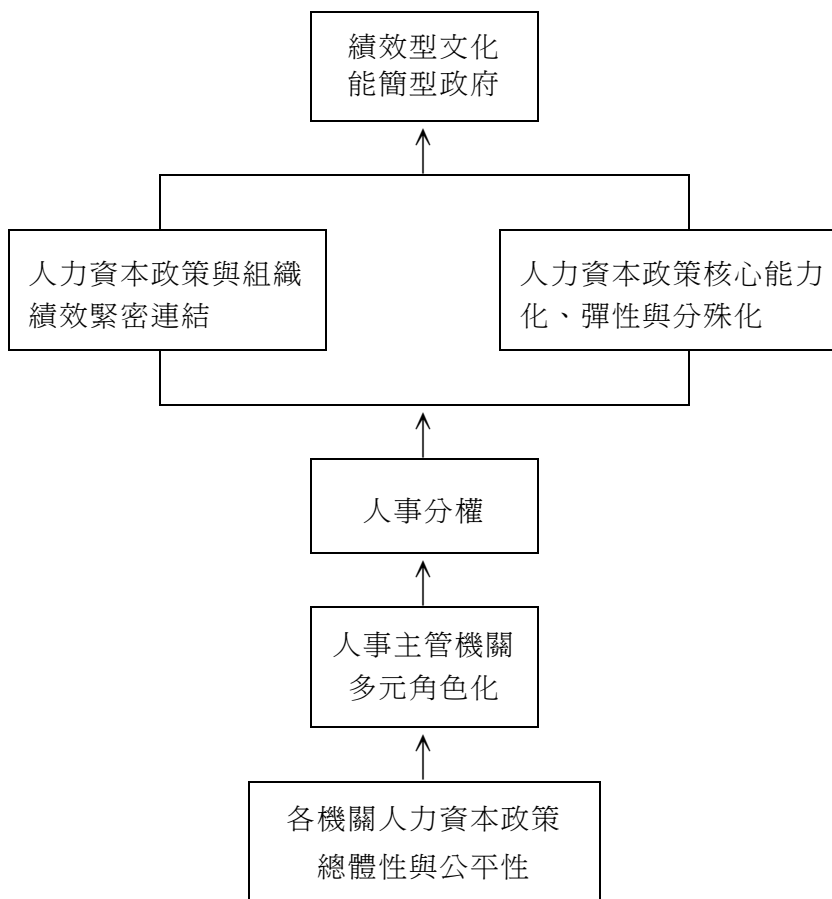 績效型文化
能簡型政府
人力資本政策與組織
績效緊密連結
人力資本政策核心能力
化、彈性與分殊化
人事分權
人事主管機關
多元角色化
各機關人力資本政策
總體性與公平性